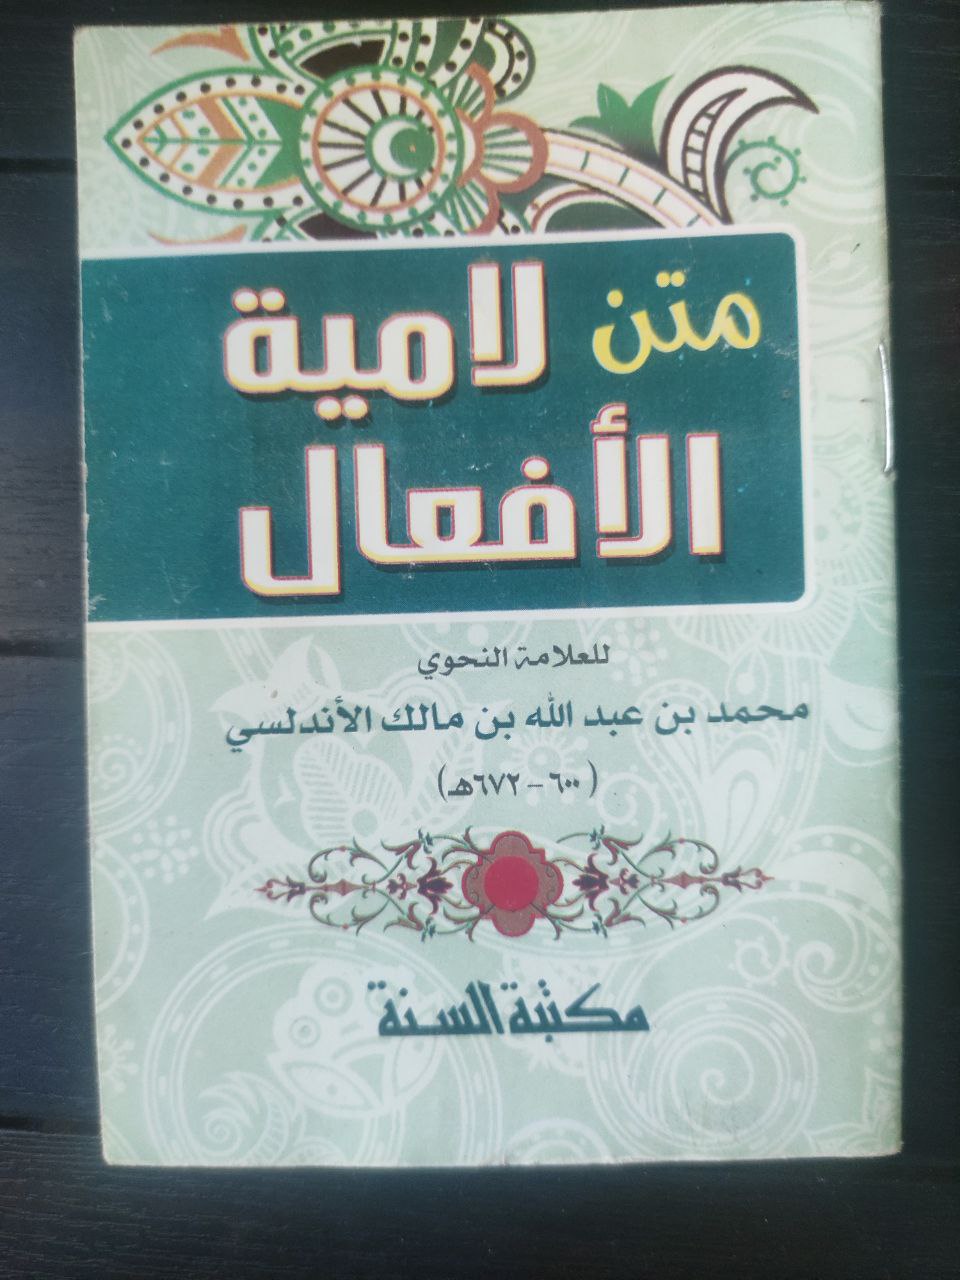 متن لامية
الأفعال
للعلامة النحوي
محمد بن عبد الله بن مالك الأندلسي
(٦٠٠ - ٦٧٢هـ)
مكتبة السنة